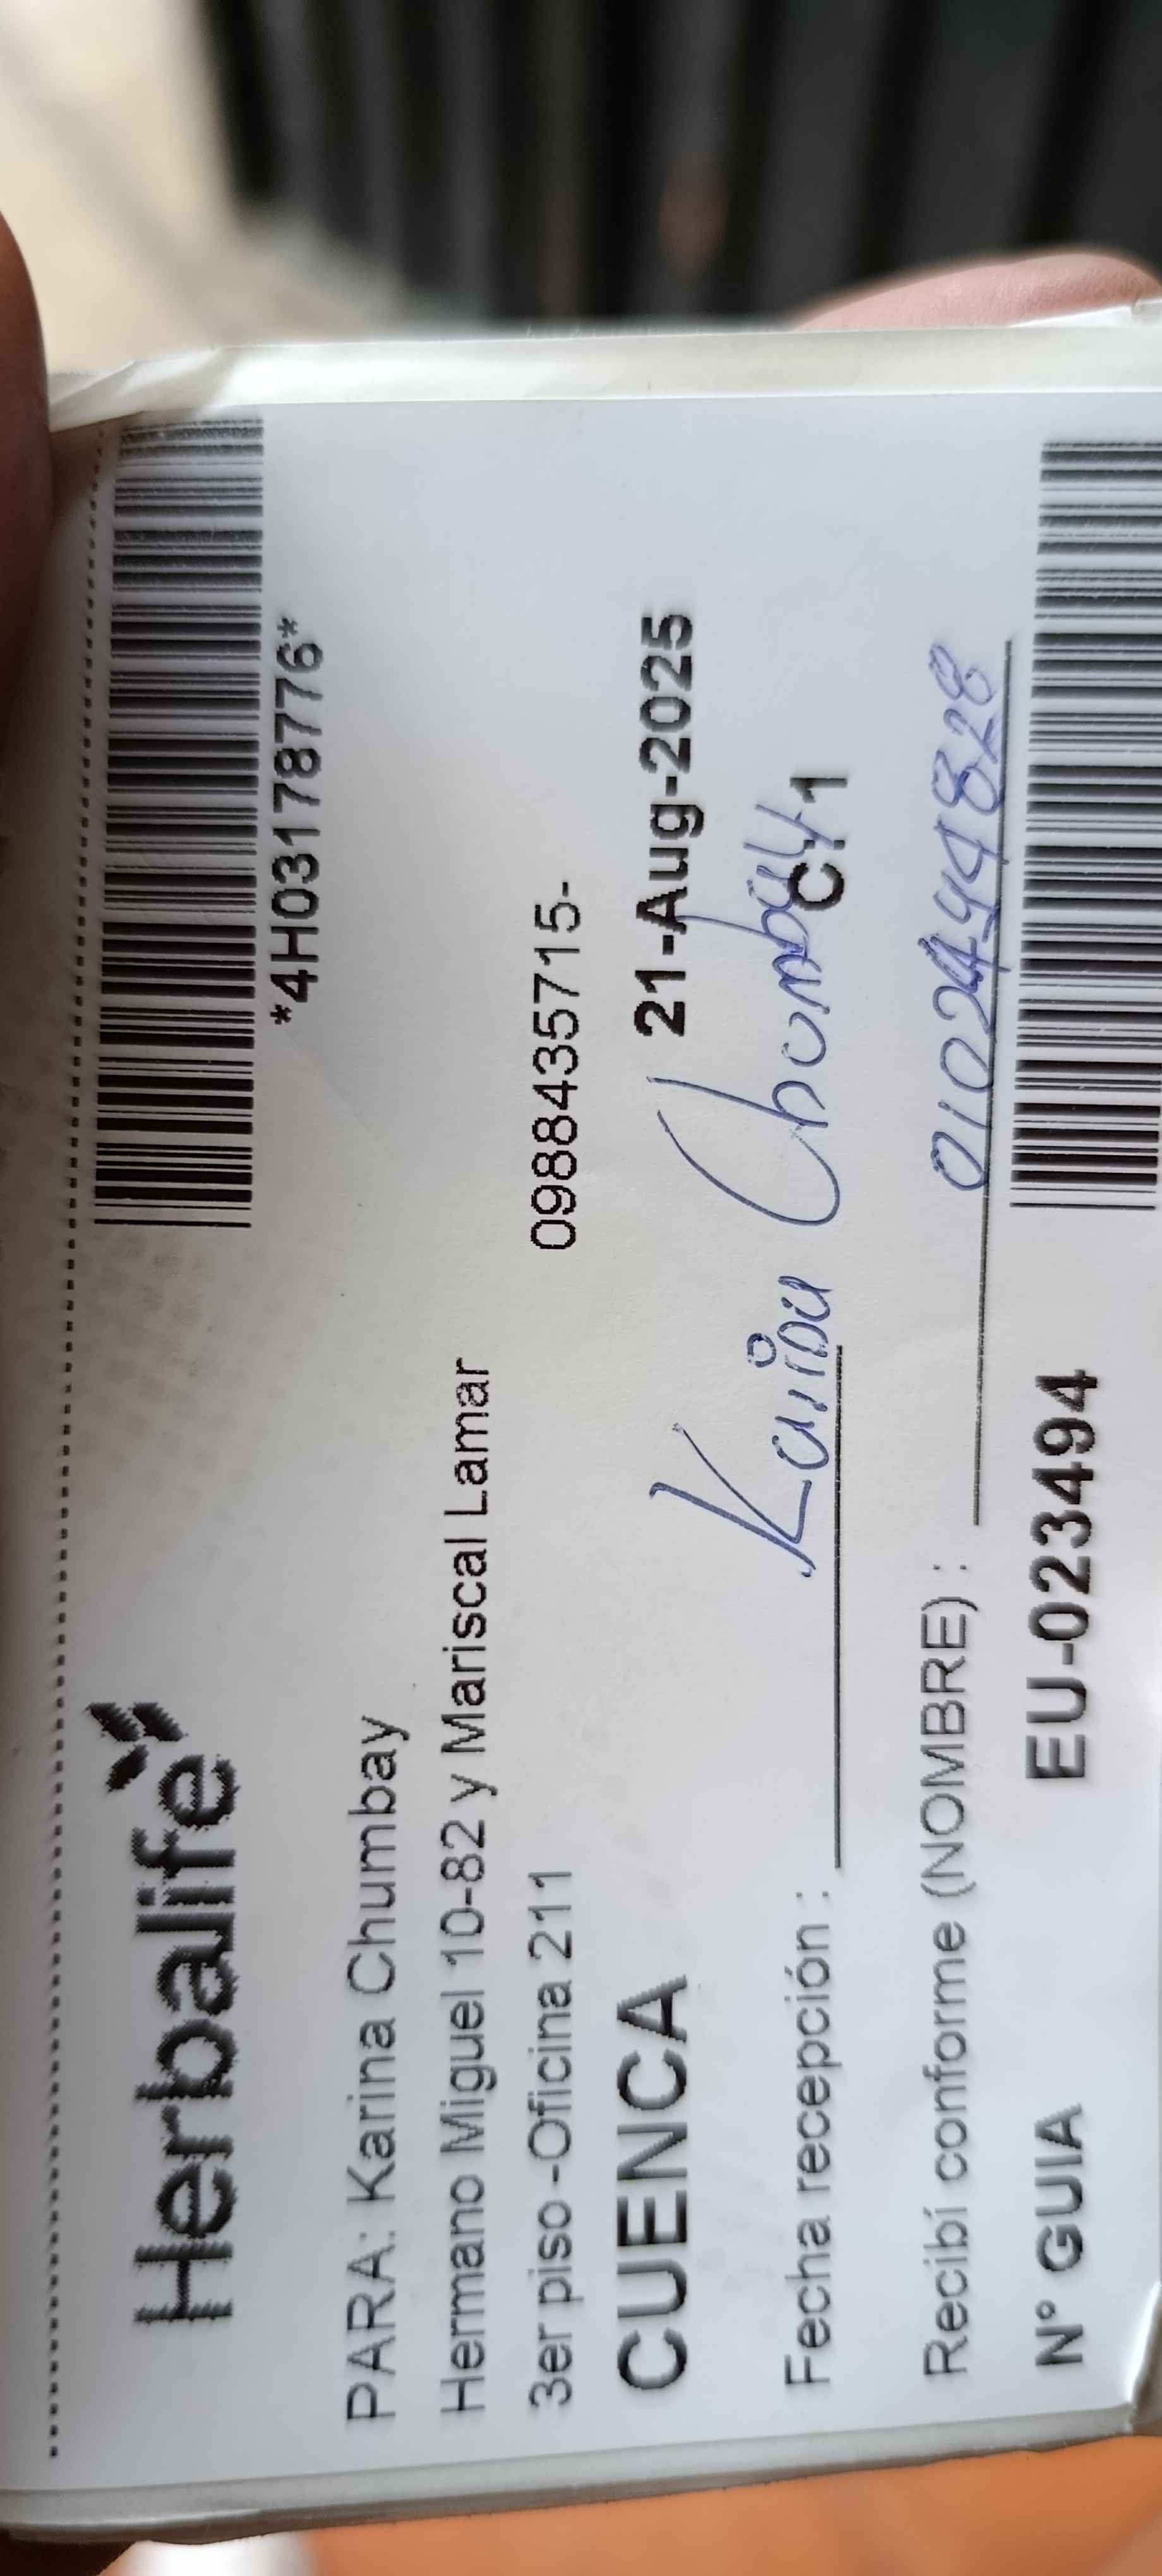 Herbalife
*4H03178776*
PARA: Karina Chumbay
Hermano Miguel 10-82 y Mariscal Lamar
3er piso -Oficina 211
0988435715-
CUENCA
21-Aug-2025
Fecha recepción :
Karina Chumbay
C/ 1
Recibí conforme (NOMBRE) :
0102494828
N° GUIA
EU-023494